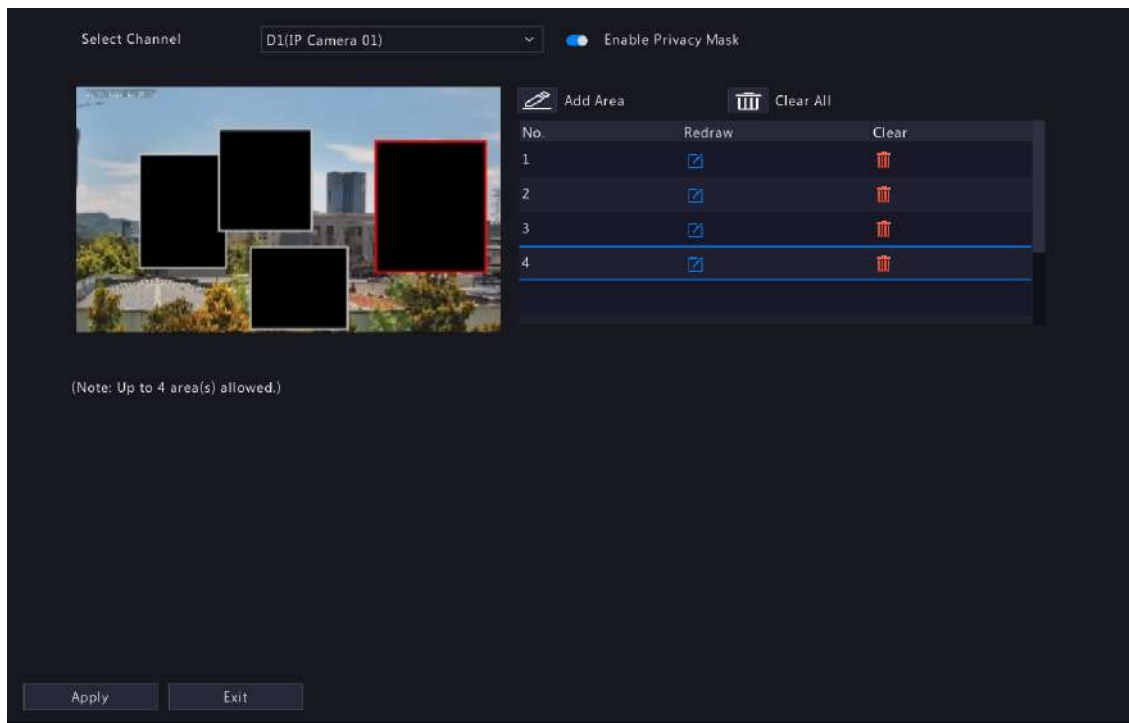 Select Channel D1(IP Camera 01) Enable Privacy Mask
Add Area Clear All
No. Redraw Clear
1
2
3
4
(Note: Up to 4 area(s) allowed.)
Apply Exit